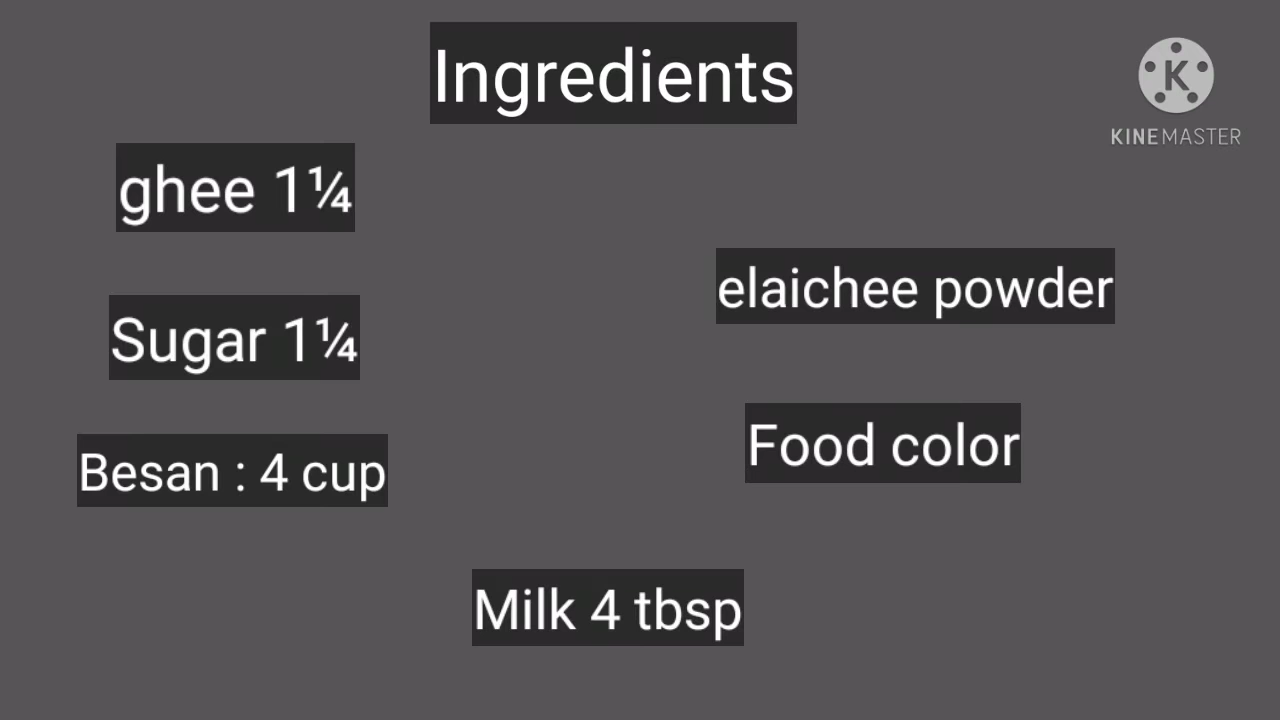 Ingredients
K
KINEMASTER
ghee 1¼
elaichee powder
Sugar 1¼
Food color
Besan : 4 cup
Milk 4 tbsp